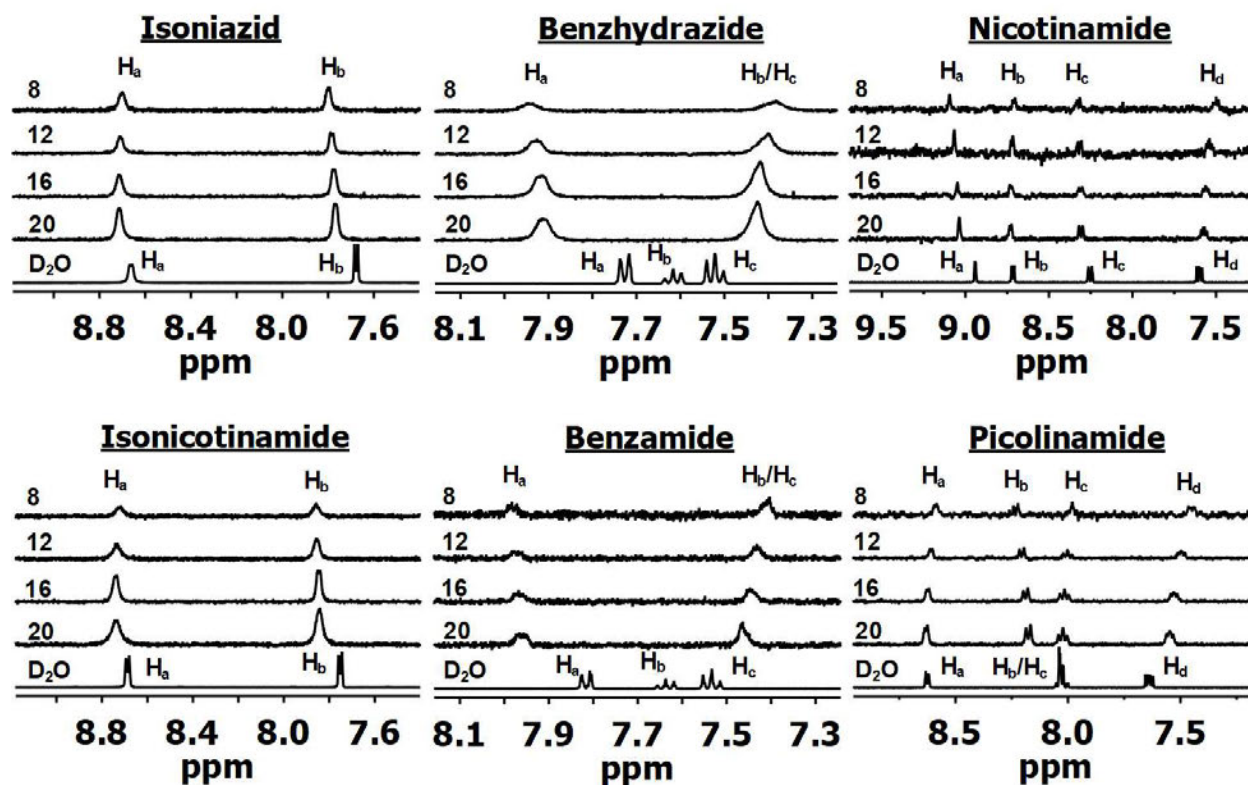 Isoniazid
Ha Hb
8
12
16
20
D2O Ha Hb
8.8 8.4 8.0 7.6
ppm
Benzhydrazide
Ha Hb/Hc
8
12
16
20
D2O Ha Hb Hc
8.1 7.9 7.7 7.5 7.3
ppm
Nicotinamide
Ha Hb Hc Hd
8
12
16
20
D2O Ha Hb Hc Hd
9.5 9.0 8.5 8.0 7.5
ppm
Isonicotinamide
Ha Hb
8
12
16
20
D2O Ha Hb
8.8 8.4 8.0 7.6
ppm
Benzamide
Ha Hb/Hc
8
12
16
20
D2O Ha Hb Hc
8.1 7.9 7.7 7.5 7.3
ppm
Picolinamide
Ha Hb Hc Hd
8
12
16
20
D2O Ha Hb/Hc Hd
8.5 8.0 7.5
ppm